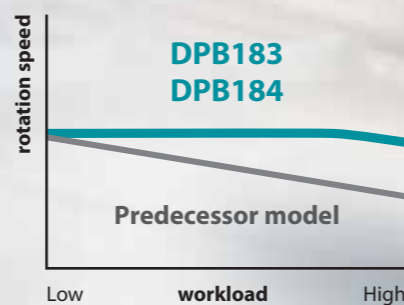 rotation speed
DPB183
DPB184
Predecessor model
Low workload High